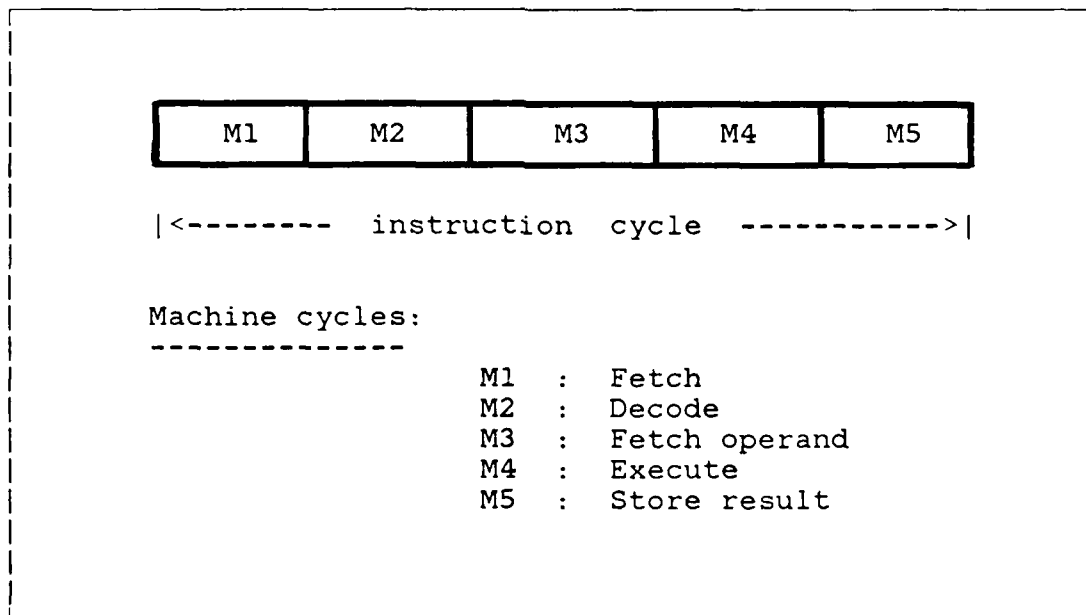 M1 M2 M3 M4 M5
|<-------- instruction cycle ----------->|
Machine cycles:
--------------
M1 : Fetch
M2 : Decode
M3 : Fetch operand
M4 : Execute
M5 : Store result